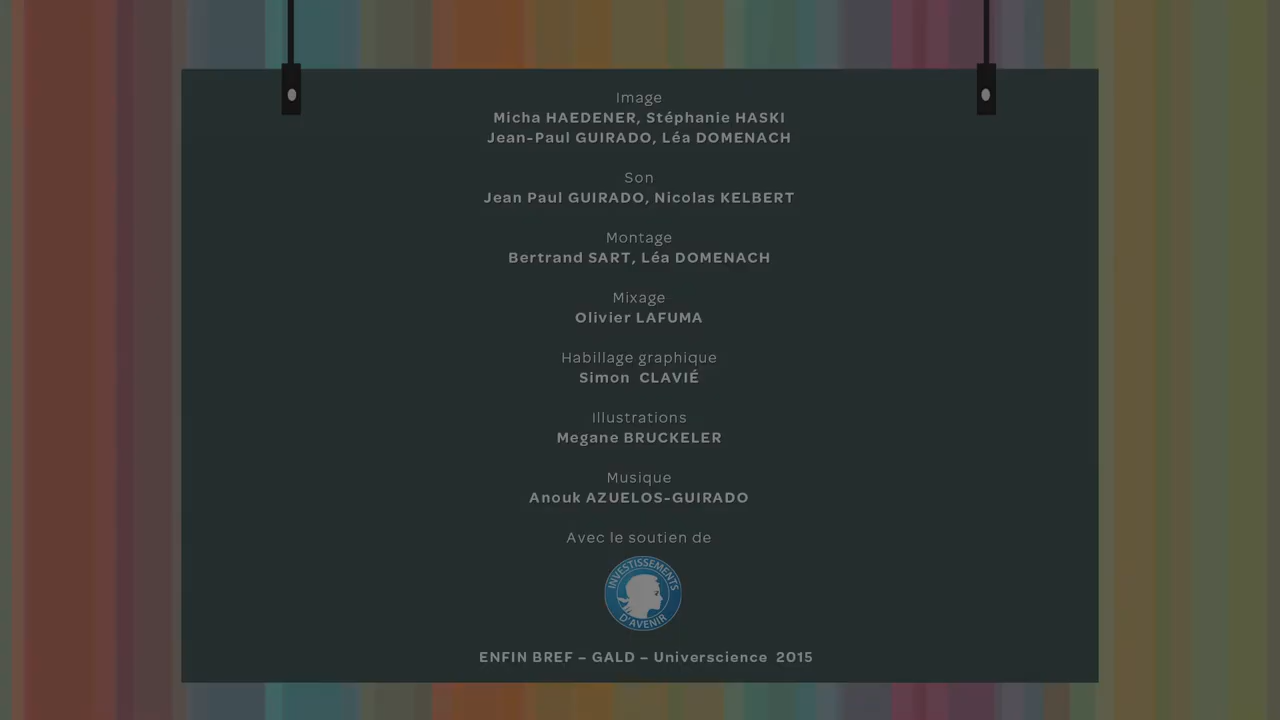 Image
Micha HAEDENER, Stéphanie HASKI
Jean-Paul GUIRADO, Léa DOMENACH
Son
Jean Paul GUIRADO, Nicolas KELBERT
Montage
Bertrand SART, Léa DOMENACH
Mixage
Olivier LAFUMA
Habillage graphique
Simon CLAVIÉ
Illustrations
Megane BRUCKELER
Musique
Anouk AZUELOS-GUIRADO
Avec le soutien de
INVESTISSEMENTS
D'AVENIR
ENFIN BREF – GALD – Universcience 2015